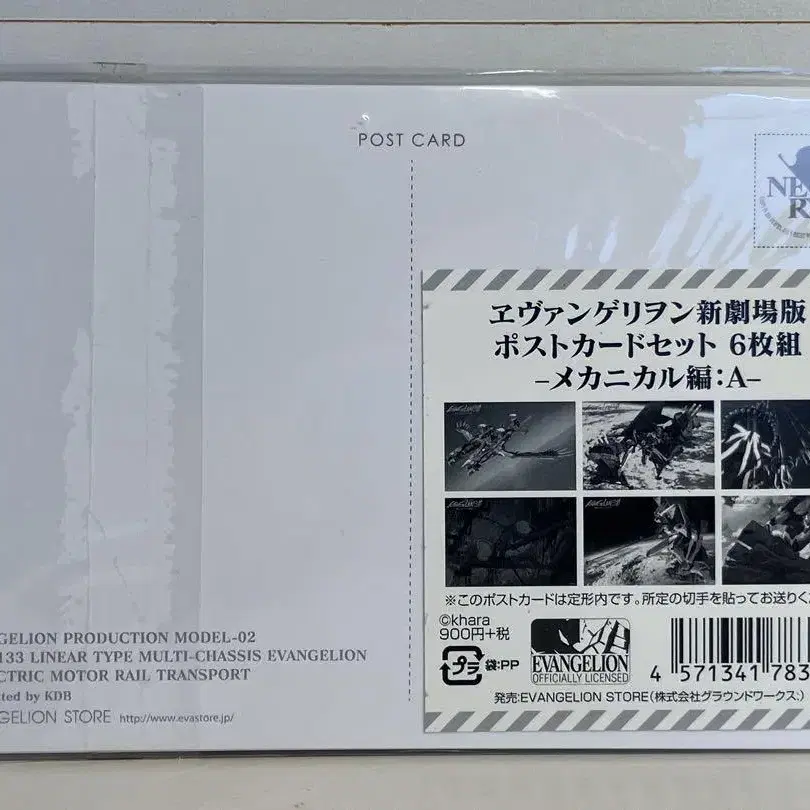 POST CARD
ヱヴァンゲリヲン新劇場版
ポストカードセット 6枚組
–メカニカル編:A–
※このポストカードは定形内です。所定の切手を貼ってお送りく
©khara
900円+税
プラ 袋:PP
EVANGELION
OFFICIALLY LICENSED
4 571341 783
発売:EVANGELION STORE(株式会社グラウンドワークス:)
GELION PRODUCTION MODEL-02
133 LINEAR TYPE MULTI-CHASSIS EVANGELION
CTRIC MOTOR RAIL TRANSPORT
ted by KDB
GELION STORE http://www.evastore.jp/